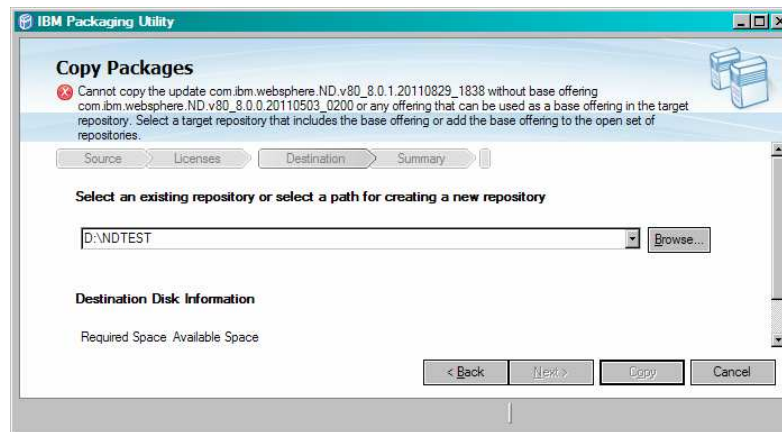 IBM Packaging Utility
Copy Packages
Cannot copy the update com.ibm.websphere.ND.v80_8.0.1.20110829_1838 without base offering
com.ibm.websphere.ND.v80_8.0.0.20110503_0200 or any offering that can be used as a base offering in the target
repository. Select a target repository that includes the base offering or add the base offering to the open set of
repositories.
Source Licenses Destination Summary
Select an existing repository or select a path for creating a new repository
D:\NDTEST Browse...
Destination Disk Information
Required Space Available Space
< Back Next > Copy Cancel